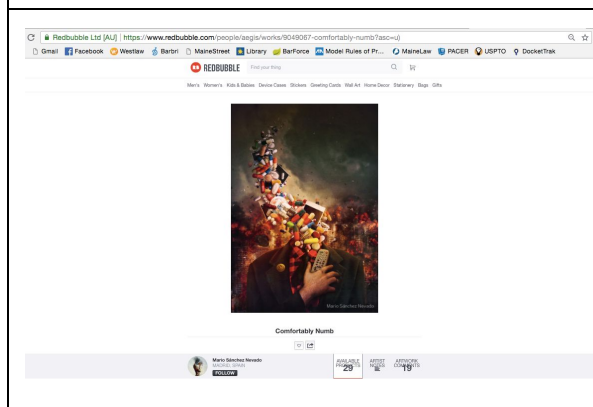 Redbubble Ltd [AU] | https://www.redbubble.com/people/aegis/works/9049067-comfortably-numb?asc=u)
Gmail Facebook Westlaw Barbri MaineStreet Library BarForce Model Rules of Pr... MaineLaw PACER USPTO DocketTrak
REDBUBBLE Find your thing
Men's Women's Kids & Babies Device Cases Stickers Greeting Cards Wall Art Home Decor Stationery Bags Gifts
Mario Sánchez Nevado
Comfortably Numb
Mario Sánchez Nevado
MADRID, SPAIN
FOLLOW
AVAILABLE PRODUCTS
29
ARTIST NOTES
ARTWORK COMMENTS
19